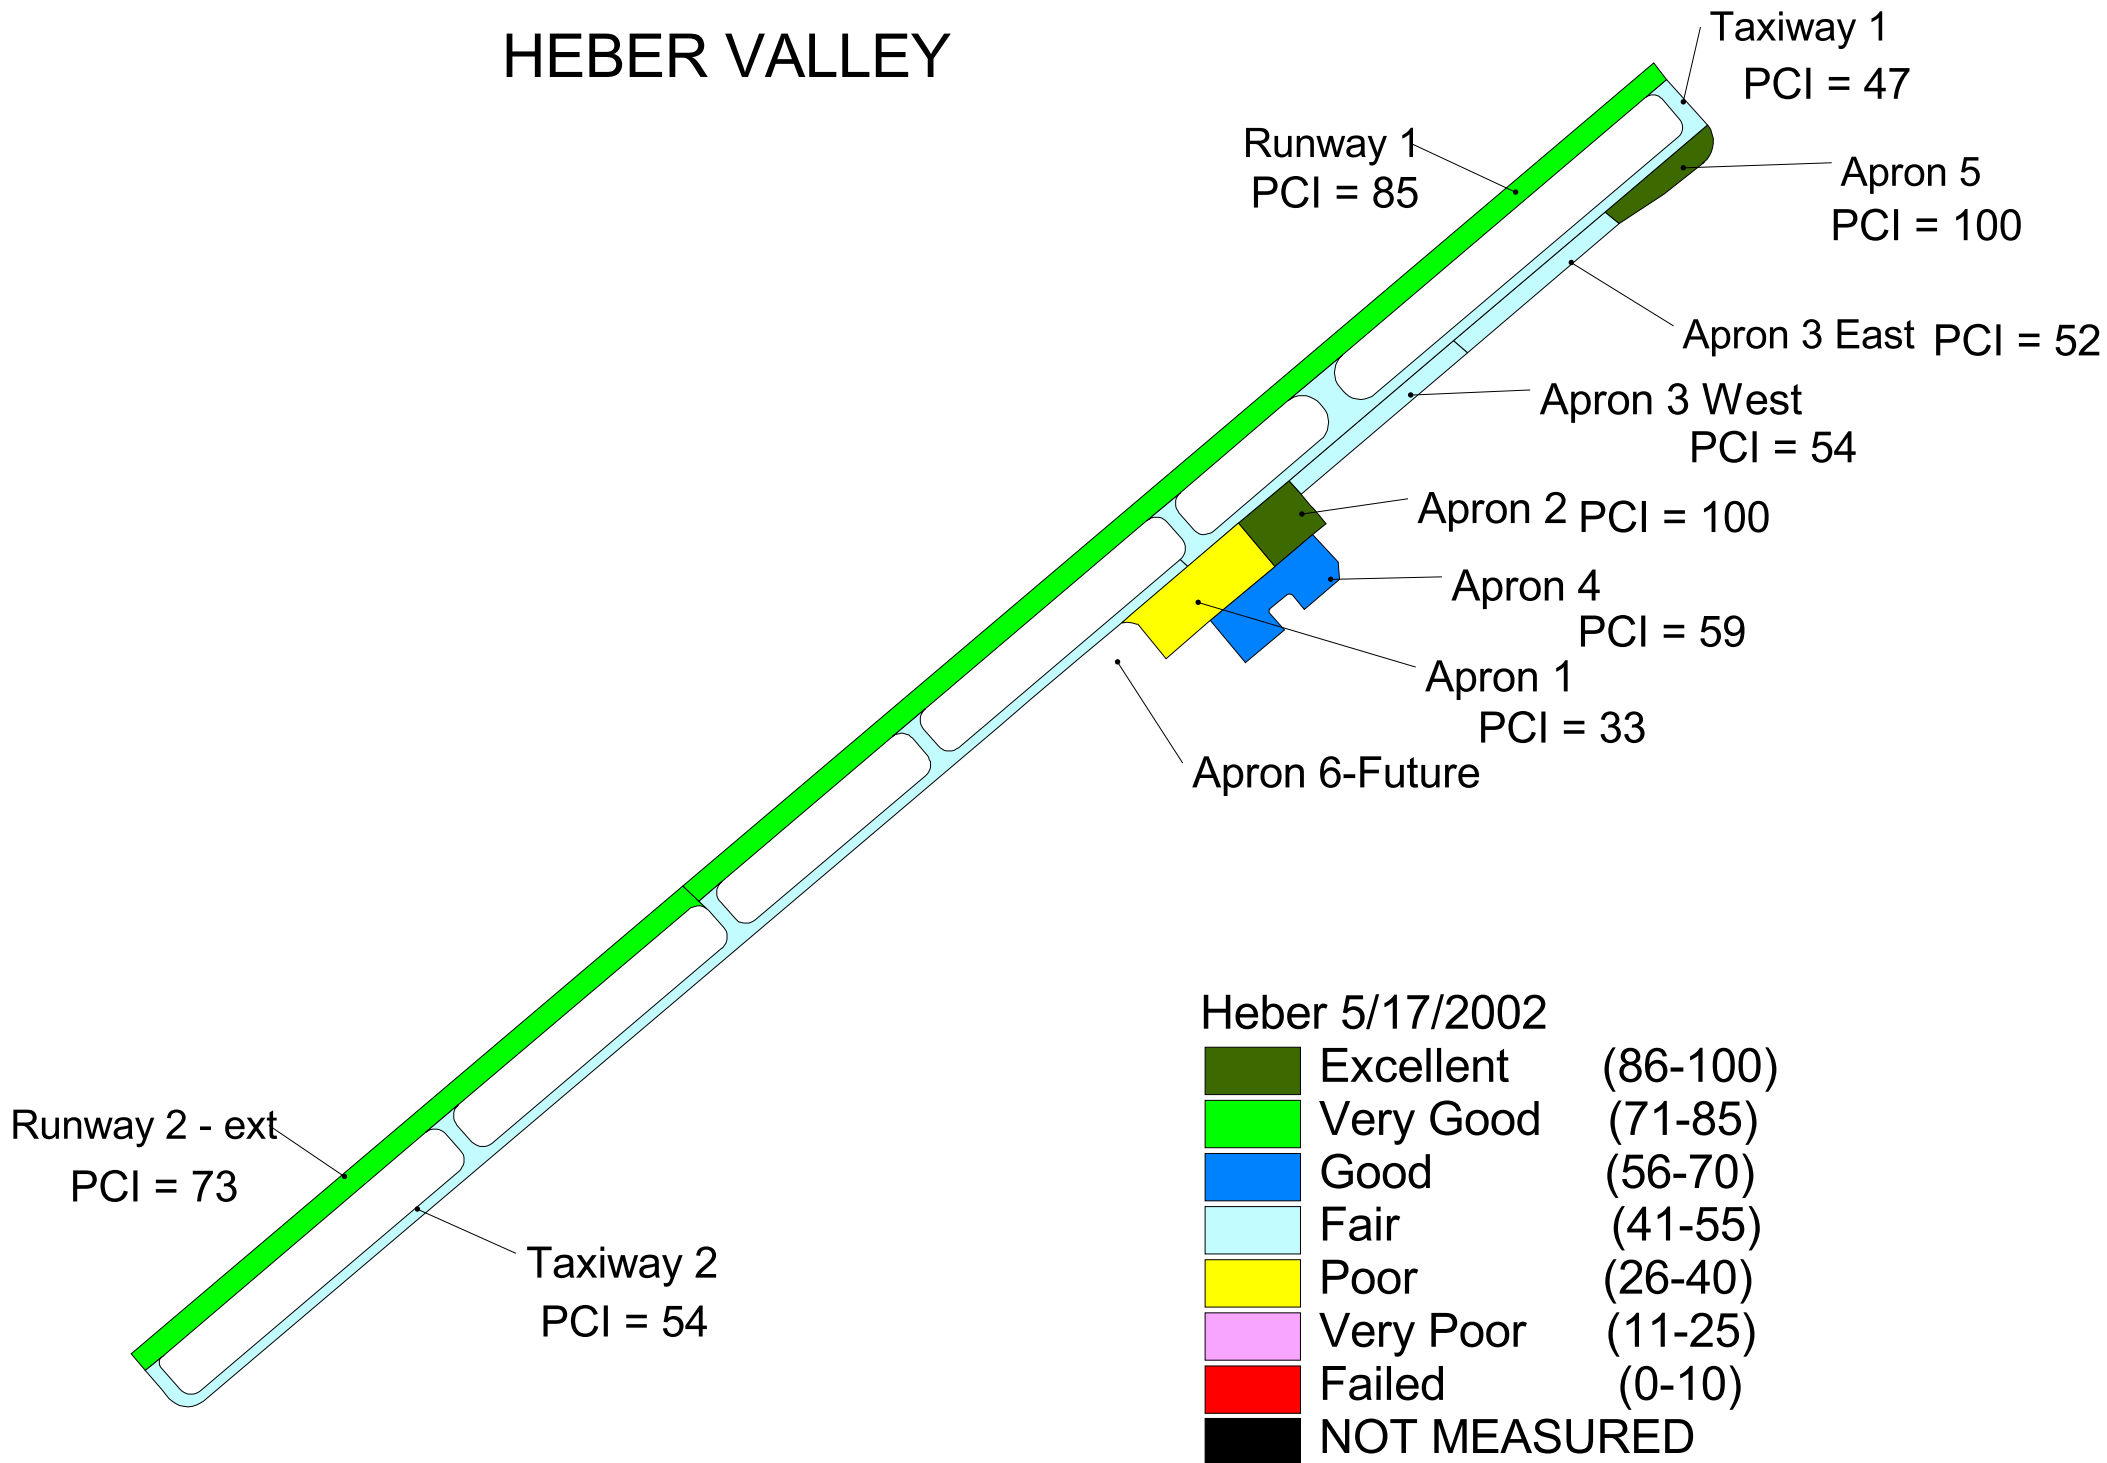 HEBER VALLEY
Taxiway 1
PCI = 47
Runway 1
PCI = 85
Apron 5
PCI = 100
Apron 3 East PCI = 52
Apron 3 West
PCI = 54
Apron 2 PCI = 100
Apron 4
PCI = 59
Apron 1
PCI = 33
Apron 6-Future
Runway 2 - ext
PCI = 73
Taxiway 2
PCI = 54
Heber 5/17/2002
Excellent (86-100)
Very Good (71-85)
Good (56-70)
Fair (41-55)
Poor (26-40)
Very Poor (11-25)
Failed (0-10)
NOT MEASURED